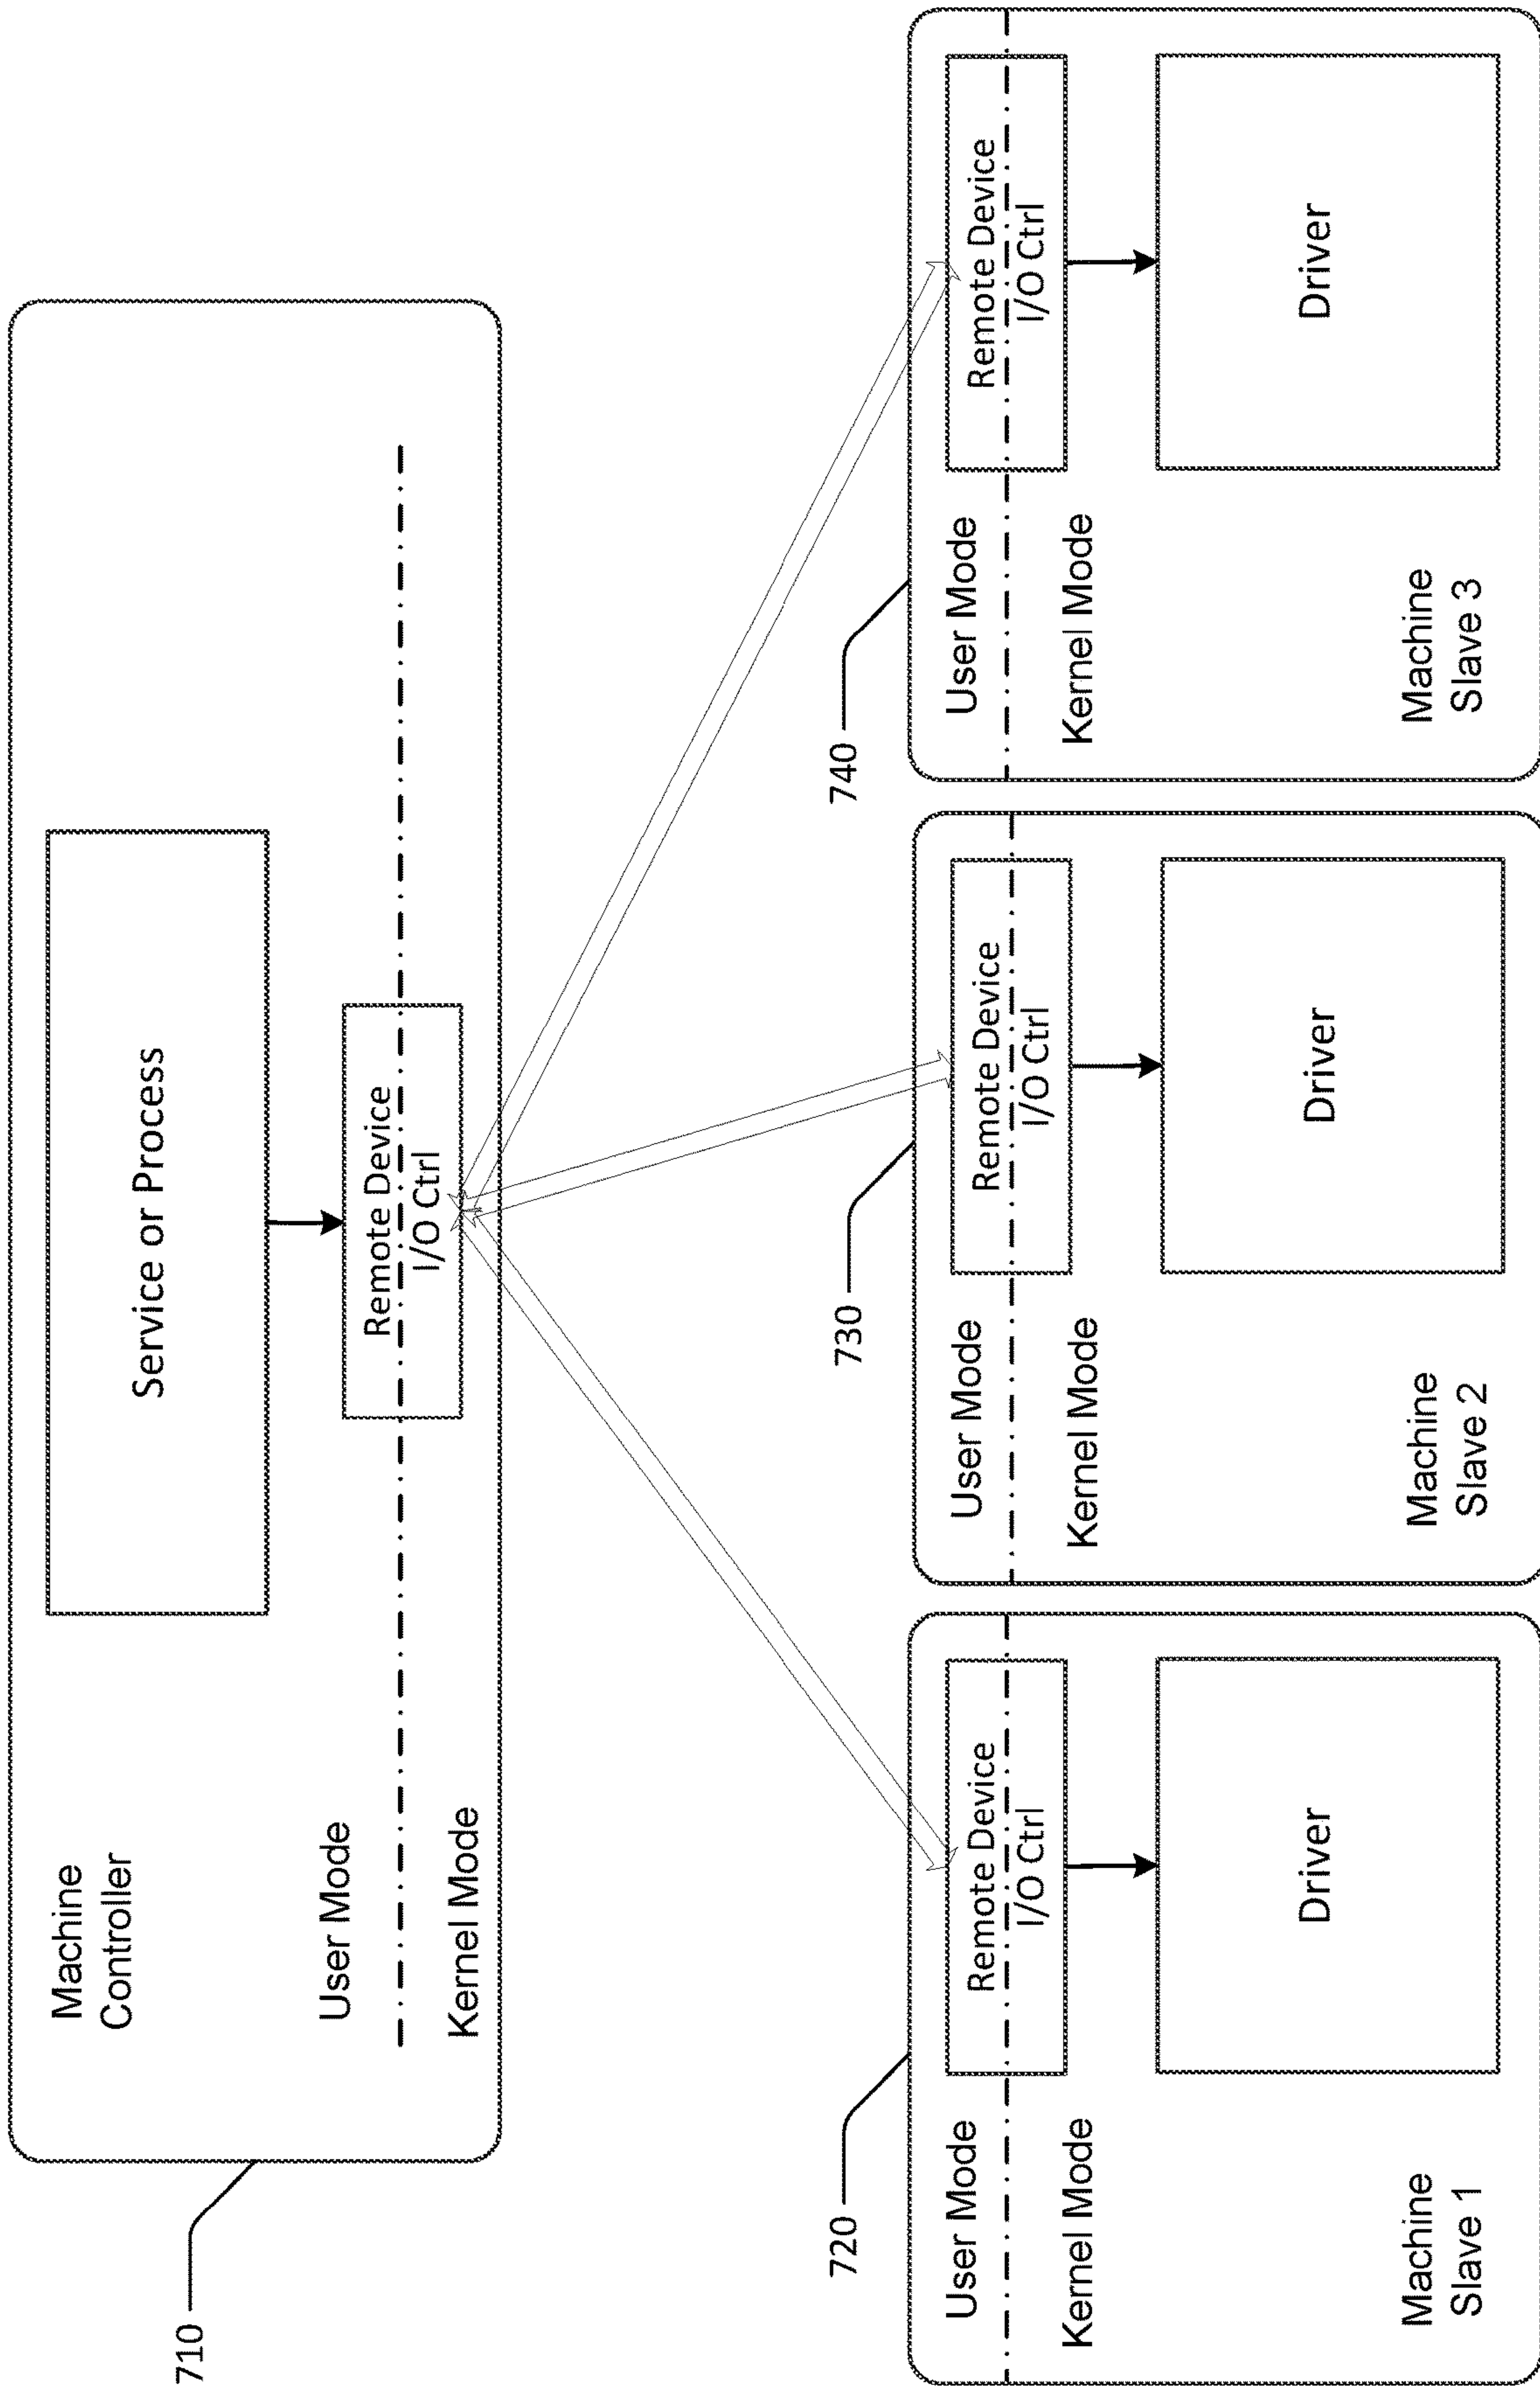 710
Machine
Controller
Service or Process
User Mode
Remote Device
I/O Ctrl
Kernel Mode
720
User Mode
Remote Device
I/O Ctrl
Kernel Mode
Driver
Machine
Slave 1
730
User Mode
Remote Device
I/O Ctrl
Kernel Mode
Driver
Machine
Slave 2
740
User Mode
Remote Device
I/O Ctrl
Kernel Mode
Driver
Machine
Slave 3